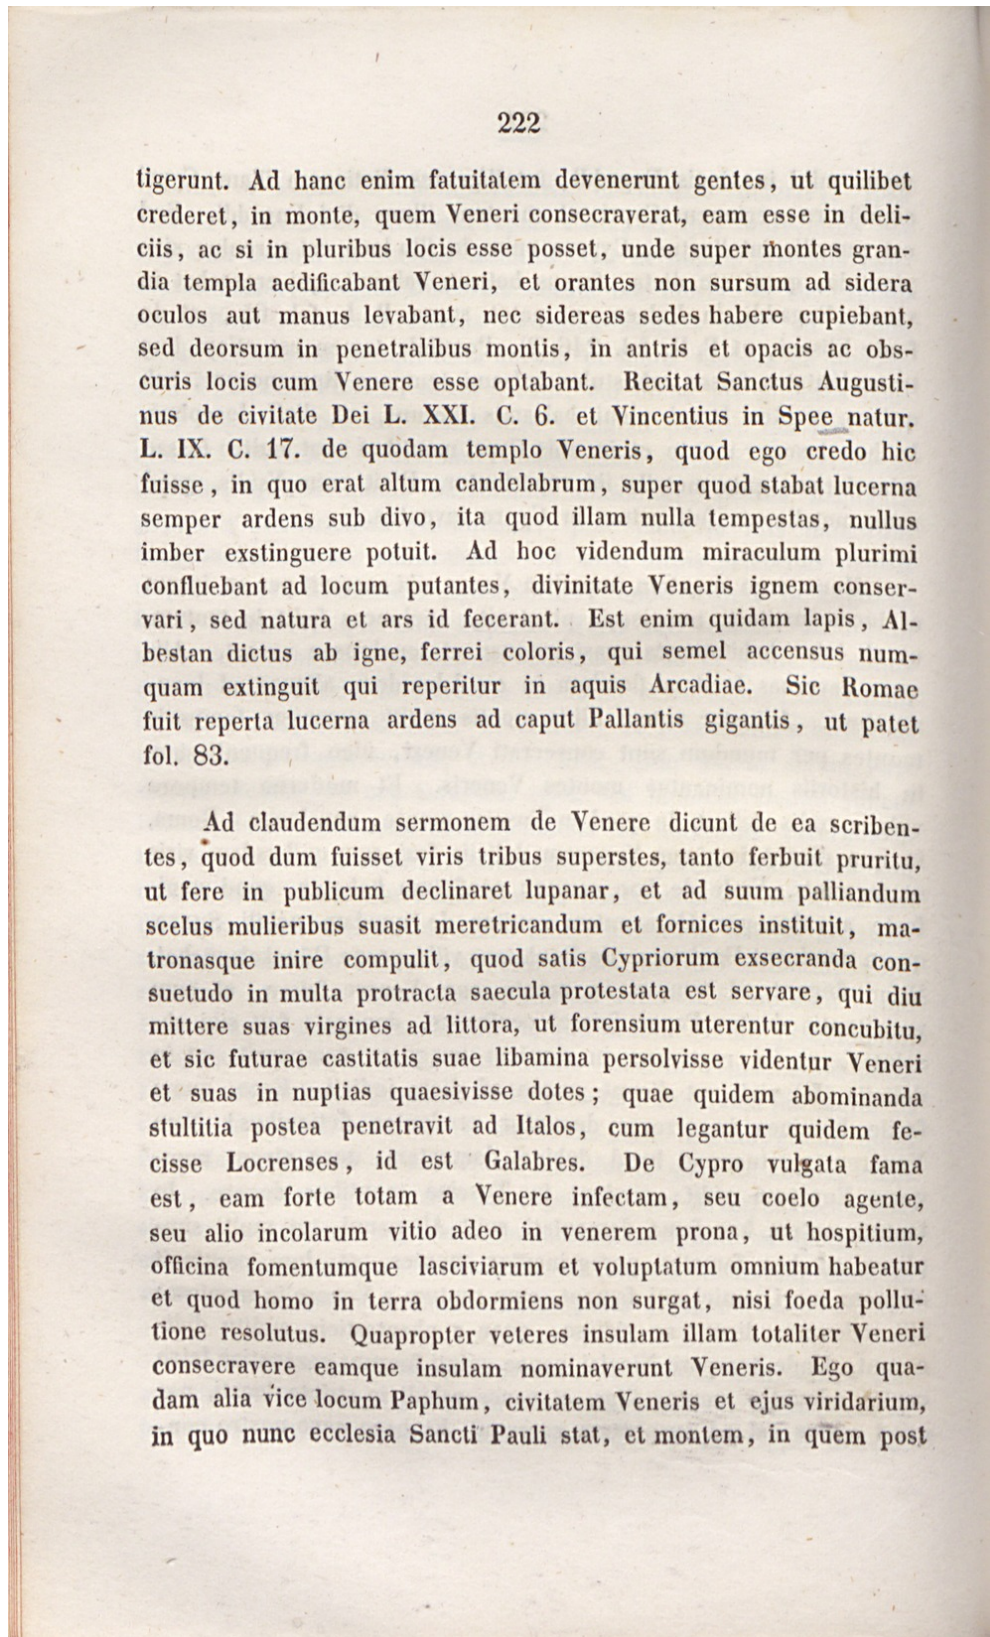 222
tigerunt. Ad hanc enim fatuitatem devenerunt gentes, ut quilibet
crederet, in monte, quem Veneri consecraverat, eam esse in deli-
ciis, ac si in pluribus locis esse posset, unde super montes gran-
dia templa aedificabant Veneri, et orantes non sursum ad sidera
oculos aut manus levabant, nec sidereas sedes habere cupiebant,
sed deorsum in penetralibus montis, in antris et opacis ac obs-
curis locis cum Venere esse optabant. Recitat Sanctus Augusti-
nus de civitate Dei L. XXI. C. 6. et Vincentius in Spee natur.
L. IX. C. 17. de quodam templo Veneris, quod ego credo hic
fuisse, in quo erat altum candelabrum, super quod stabat lucerna
semper ardens sub divo, ita quod illam nulla tempestas, nullus
imber exstinguere potuit. Ad hoc videndum miraculum plurimi
confluebant ad locum putantes, divinitate Veneris ignem conser-
vari, sed natura et ars id fecerant. Est enim quidam lapis, Al-
bestan dictus ab igne, ferrei coloris, qui semel accensus num-
quam extinguit qui reperitur in aquis Arcadiae. Sic Romae
fuit reperta lucerna ardens ad caput Pallantis gigantis, ut patet
fol. 83.
Ad claudendum sermonem de Venere dicunt de ea scriben-
tes, quod dum fuisset viris tribus superstes, tanto ferbuit pruritu,
ut fere in publicum declinaret lupanar, et ad suum palliandum
scelus mulieribus suasit meretricandum et fornices instituit, ma-
tronasque inire compulit, quod satis Cypriorum exsecranda con-
suetudo in multa protracta saecula protestata est servare, qui diu
mittere suas virgines ad littora, ut forensium uterentur concubitu,
et sic futurae castitatis suae libamina persolvisse videntur Veneri
et suas in nuptias quaesivisse dotes; quae quidem abominanda
stultitia postea penetravit ad Italos, cum legantur quidem fe-
cisse Locrenses, id est Galabres. De Cypro vulgata fama
est, eam forte totam a Venere infectam, seu coelo agente,
seu alio incolarum vitio adeo in venerem prona, ut hospitium,
officina fomentumque lasciviarum et voluptatum omnium habeatur
et quod homo in terra obdormiens non surgat, nisi foeda pollu-
tione resolutus. Quapropter veteres insulam illam totaliter Veneri
consecravere eamque insulam nominaverunt Veneris. Ego qua-
dam alia vice locum Paphum, civitatem Veneris et ejus viridarium,
in quo nunc ecclesia Sancti Pauli stat, et montem, in quem post